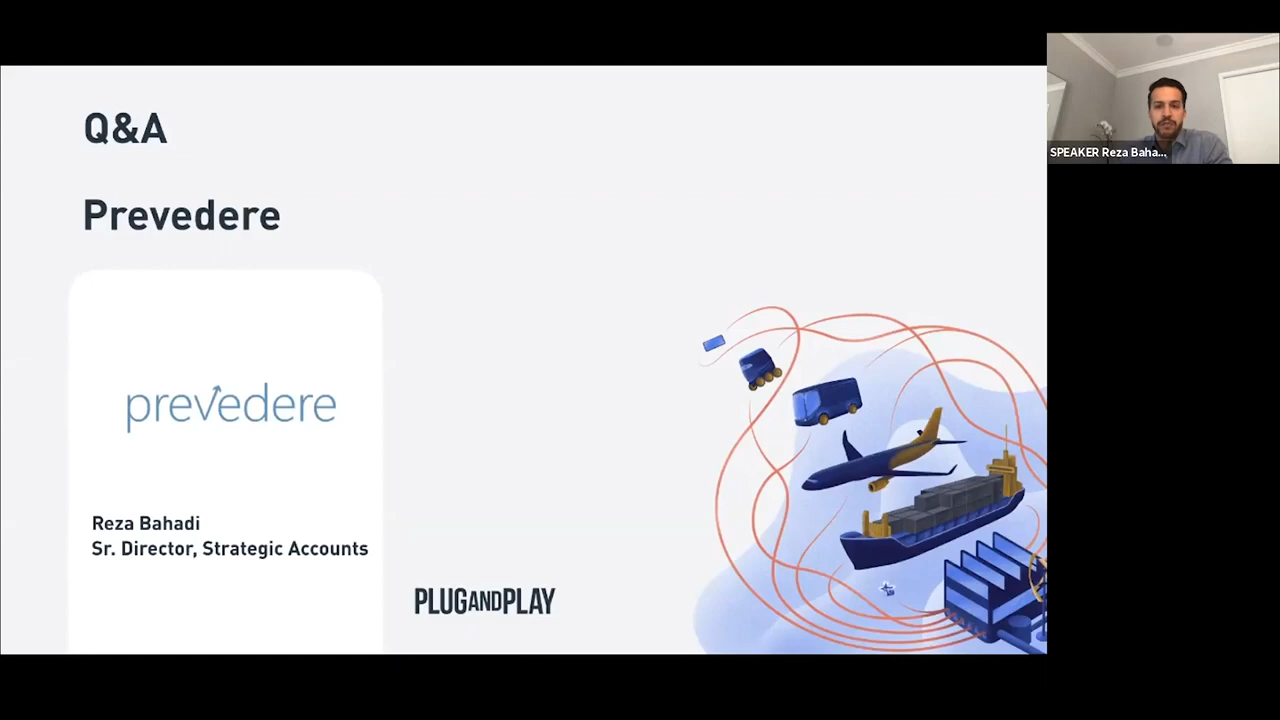 Q&A
Prevedere
prevedere
Reza Bahadi
Sr. Director, Strategic Accounts
PLUGANDPLAY
SPEAKER Reza Baha...